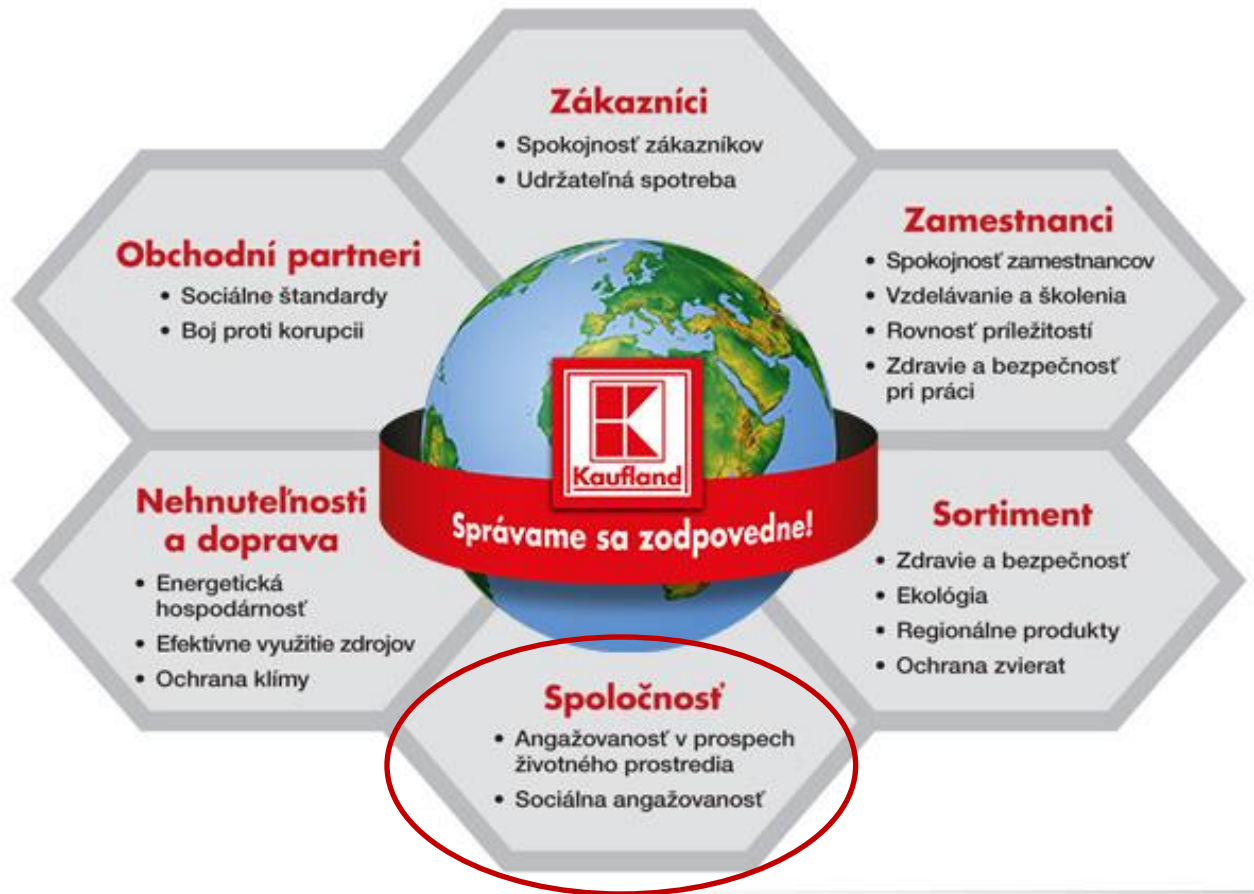 Zákazníci
• Spokojnosť zákazníkov
• Udržateľná spotreba
Obchodní partneri
• Sociálne štandardy
• Boj proti korupcii
Zamestnanci
• Spokojnosť zamestnancov
• Vzdelávanie a školenia
• Rovnosť príležitostí
• Zdravie a bezpečnosť
pri práci
Kaufland
Správame sa zodpovedne!
Nehnuteľnosti
a doprava
• Energetická
hospodárnosť
• Efektívne využitie zdrojov
• Ochrana klímy
Sortiment
• Zdravie a bezpečnosť
• Ekológia
• Regionálne produkty
• Ochrana zvierat
Spoločnosť
• Angažovanosť v prospech
životného prostredia
• Sociálna angažovanosť